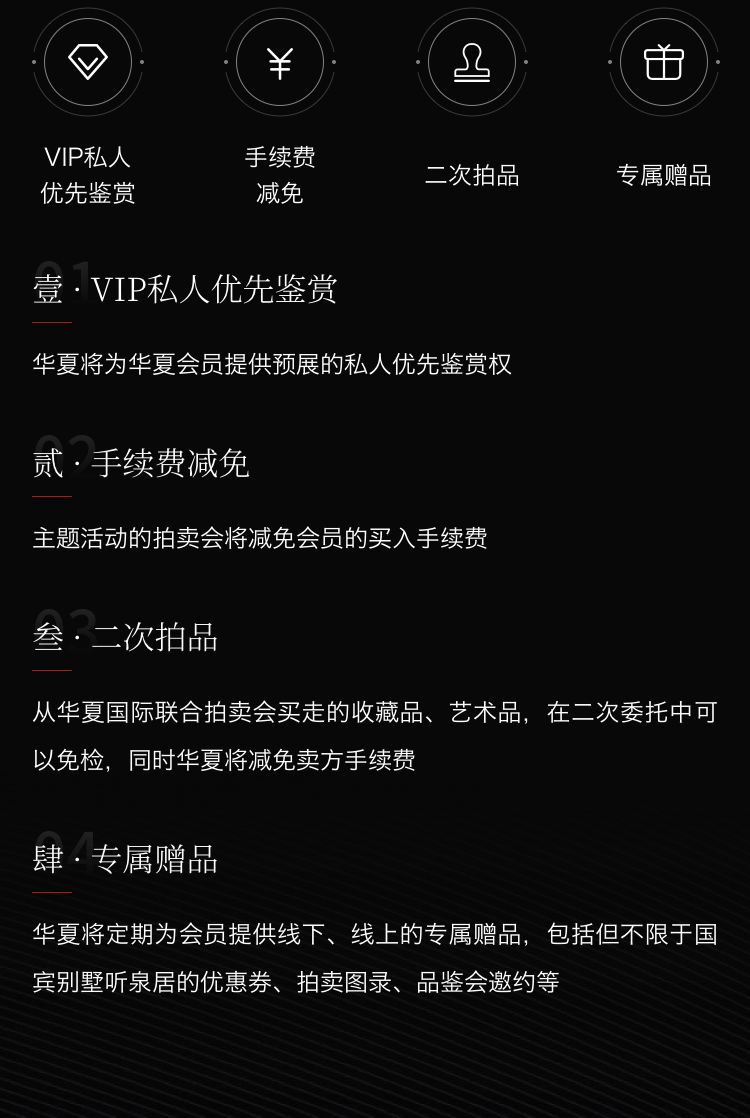 VIP私人
优先鉴赏
手续费
减免
二次拍品
专属赠品
01
壹 · VIP私人优先鉴赏
华夏将为华夏会员提供预展的私人优先鉴赏权
02
贰 · 手续费减免
主题活动的拍卖会将减免会员的买入手续费
03
叁 · 二次拍品
从华夏国际联合拍卖会买走的收藏品、艺术品，在二次委托中可
以免检，同时华夏将减免卖方手续费
04
肆 · 专属赠品
华夏将定期为会员提供线下、线上的专属赠品，包括但不限于国
宾别墅听泉居的优惠券、拍卖图录、品鉴会邀约等